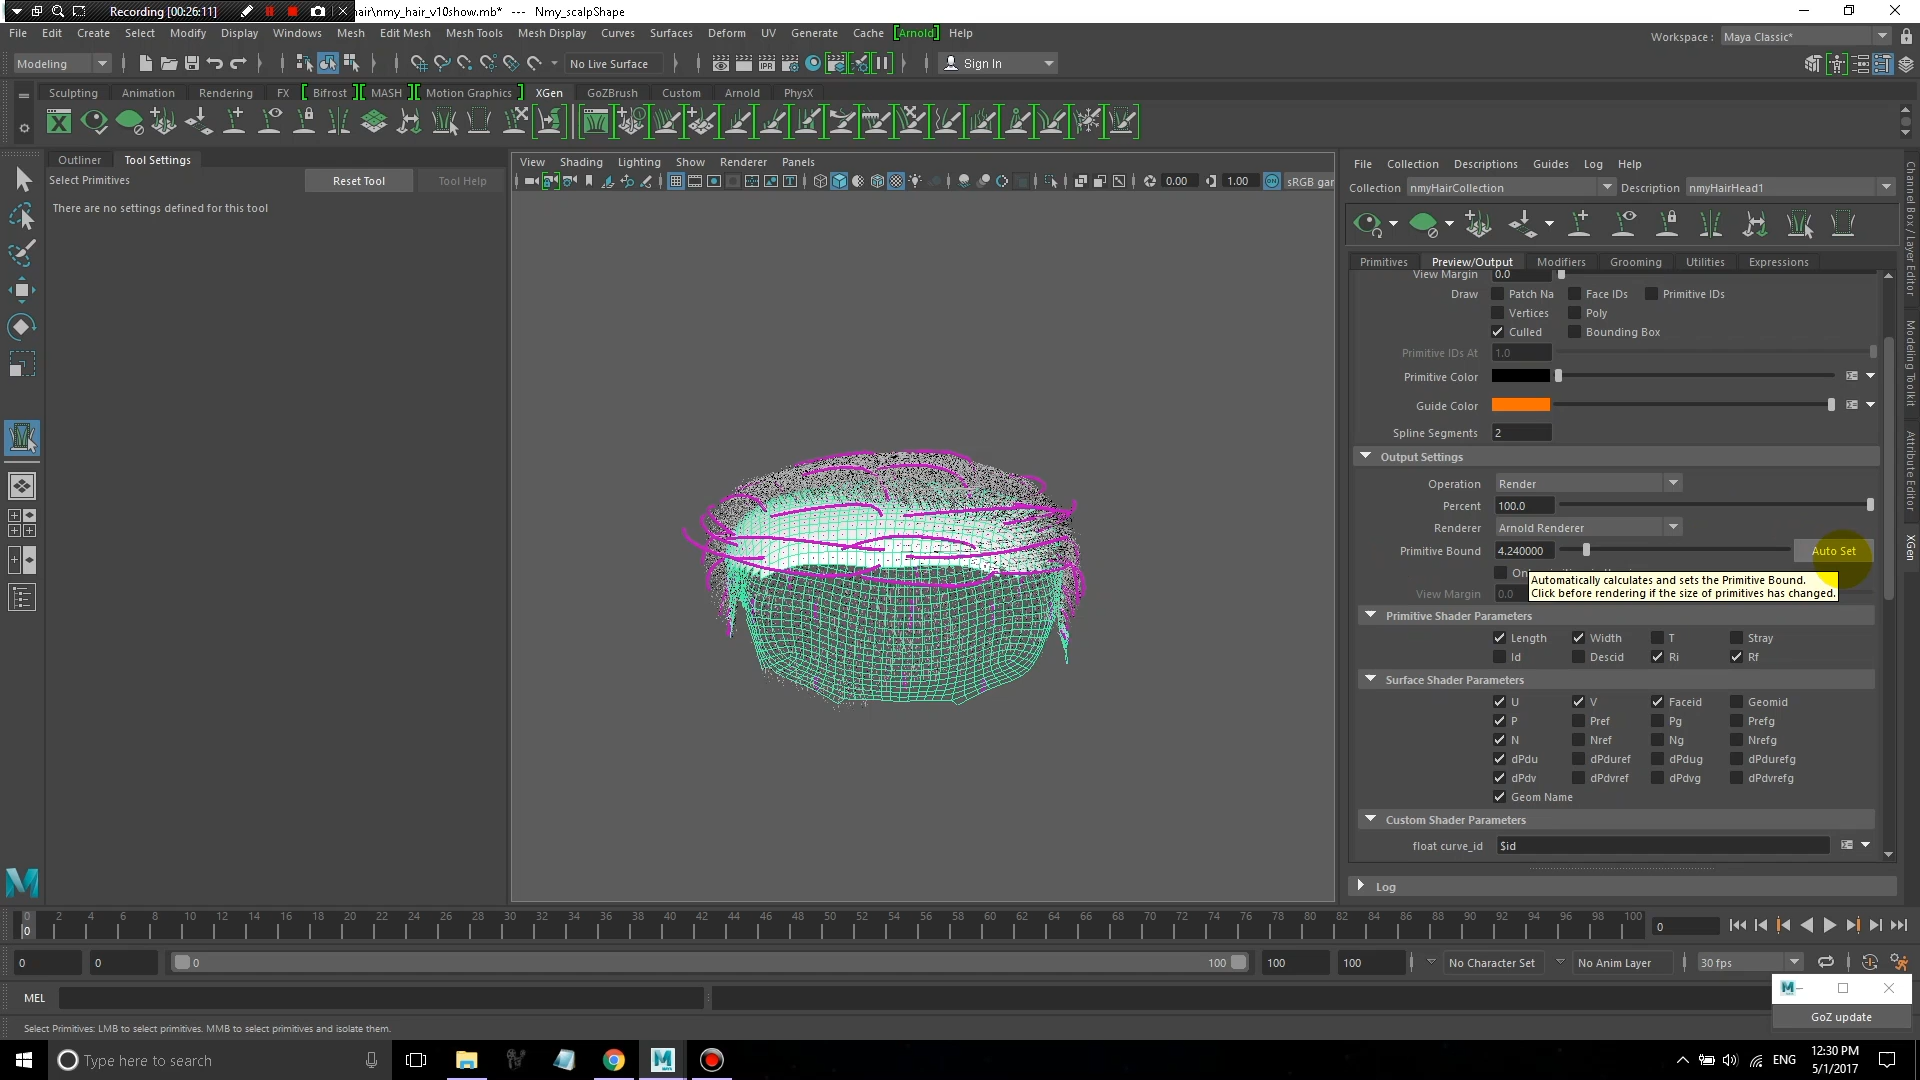 Recording [00:26:11] hair\nmy_hair_v10show.mb* --- Nmy_scalpShape
File Edit Create Select Modify Display Windows Mesh Edit Mesh Mesh Tools Mesh Display Curves Surfaces Deform UV Generate Cache [Arnold] Help
Workspace : Maya Classic*
Modeling No Live Surface Sign In
Sculpting Animation Rendering FX Bifrost MASH Motion Graphics XGen GoZBrush Custom Arnold PhysX
Outliner Tool Settings
Select Primitives Reset Tool Tool Help
There are no settings defined for this tool
View Shading Lighting Show Renderer Panels
0.00 1.00 ON sRGB gar
File Collection Descriptions Guides Log Help
Collection nmyHairCollection Description nmyHairHead1
Primitives Preview/Output Modifiers Grooming Utilities Expressions
View Margin 0.0
Draw Patch Na Face IDs Primitive IDs
Vertices Poly
Culled Bounding Box
Primitive IDs At 1.0
Primitive Color
Guide Color
Spline Segments 2
Output Settings
Operation Render
Percent 100.0
Renderer Arnold Renderer
Primitive Bound 4.240000 Auto Set
Automatically calculates and sets the Primitive Bound.
Click before rendering if the size of primitives has changed.
View Margin 0.0
Primitive Shader Parameters
Length Width T Stray
Id Descid Ri Rf
Surface Shader Parameters
U V Faceid Geomid
P Pref Pg Prefg
N Nref Ng Nrefg
dPdu dPduref dPdug dPdurefg
dPdv dPdvref dPdvg dPdvrefg
Geom Name
Custom Shader Parameters
float curve_id $id
Log
Channel Box / Layer Editor
Modeling Toolkit
Attribute Editor
XGen
0 2 4 6 8 10 12 14 16 18 20 22 24 26 28 30 32 34 36 38 40 42 44 46 48 50 52 54 56 58 60 62 64 66 68 70 72 74 76 78 80 82 84 86 88 90 92 94 96 98 100
0 0
0 0 0 100 100 100 No Character Set No Anim Layer 30 fps
MEL
GoZ update
Select Primitives: LMB to select primitives. MMB to select primitives and isolate them.
Type here to search
ENG 12:30 PM
5/1/2017